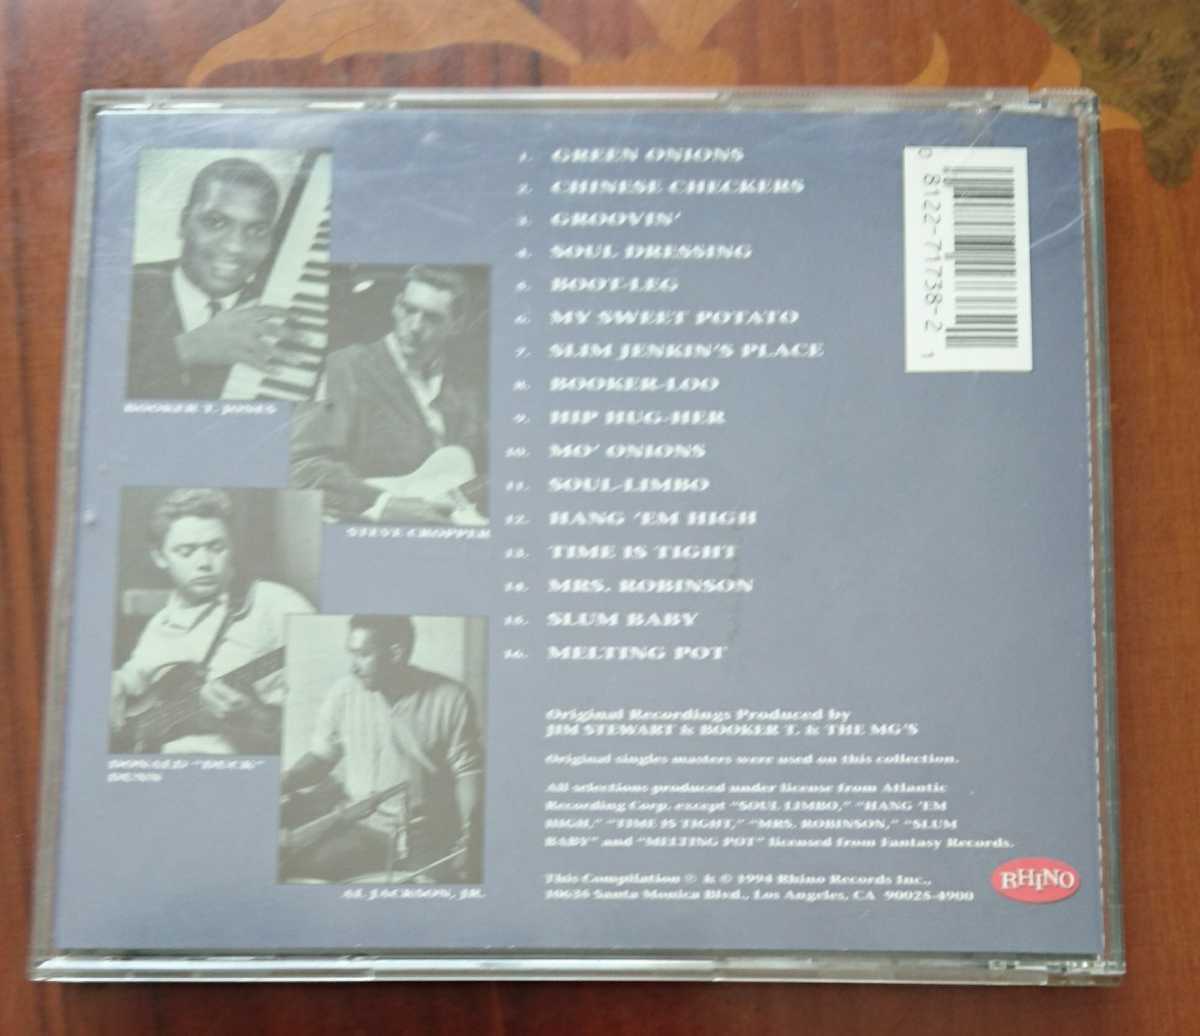 BOOKER T. JONES
STEVE CROPPER
DONALD "DUCK"
DUNN
AL JACKSON, JR.
1. GREEN ONIONS
2. CHINESE CHECKERS
3. GROOVIN'
4. SOUL DRESSING
5. BOOT-LEG
6. MY SWEET POTATO
7. SLIM JENKIN'S PLACE
8. BOOKER-LOO
9. HIP HUG-HER
10. MO' ONIONS
11. SOUL-LIMBO
12. HANG 'EM HIGH
13. TIME IS TIGHT
14. MRS. ROBINSON
15. SLUM BABY
16. MELTING POT
Original Recordings Produced by
JIM STEWART & BOOKER T. & THE MG'S
Original singles masters were used on this collection.
All selections produced under license from Atlantic
Recording Corp. except "SOUL LIMBO," "HANG 'EM
HIGH," "TIME IS TIGHT," "MRS. ROBINSON," "SLUM
BABY" and "MELTING POT" licensed from Fantasy Records.
This Compilation ℗ & © 1994 Rhino Records Inc.,
10635 Santa Monica Blvd., Los Angeles, CA 90025-4900
RHINO
0 8122-71738-2 1